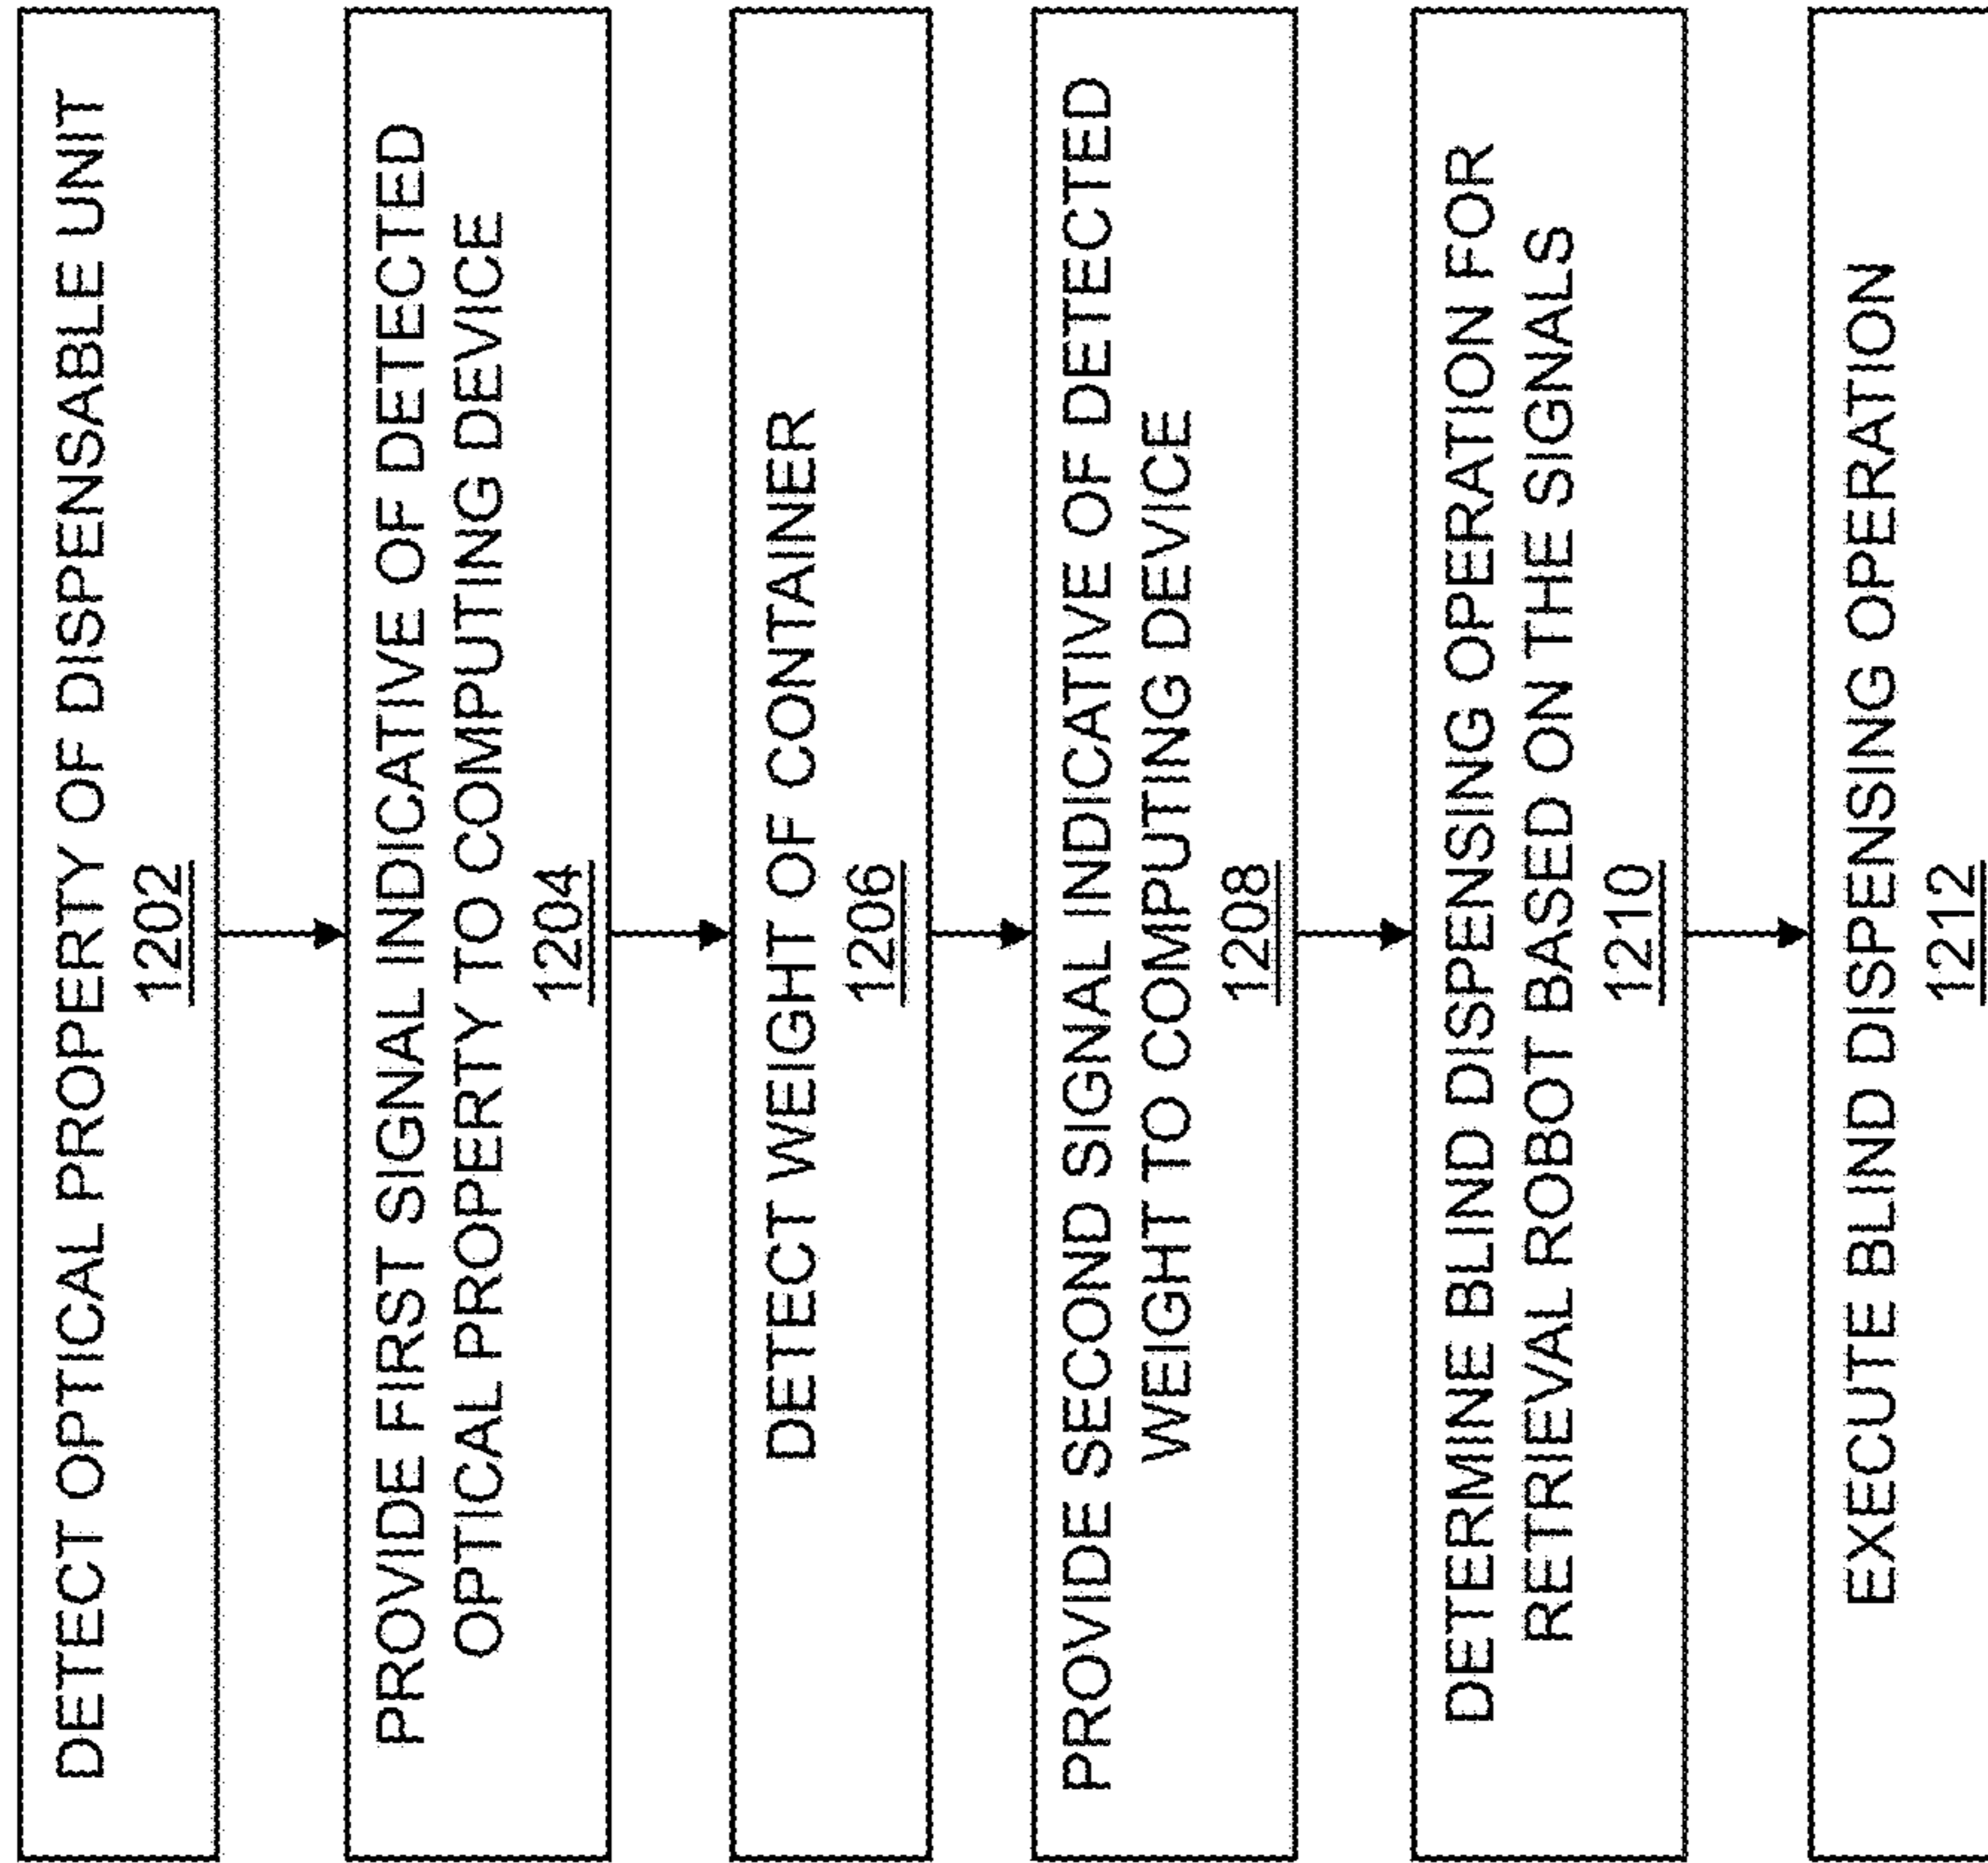 DETECT OPTICAL PROPERTY OF DISPENSABLE UNIT
1202
PROVIDE FIRST SIGNAL INDICATIVE OF DETECTED
OPTICAL PROPERTY TO COMPUTING DEVICE
1204
DETECT WEIGHT OF CONTAINER
1206
PROVIDE SECOND SIGNAL INDICATIVE OF DETECTED
WEIGHT TO COMPUTING DEVICE
1208
DETERMINE BLIND DISPENSING OPERATION FOR
RETRIEVAL ROBOT BASED ON THE SIGNALS
1210
EXECUTE BLIND DISPENSING OPERATION
1212